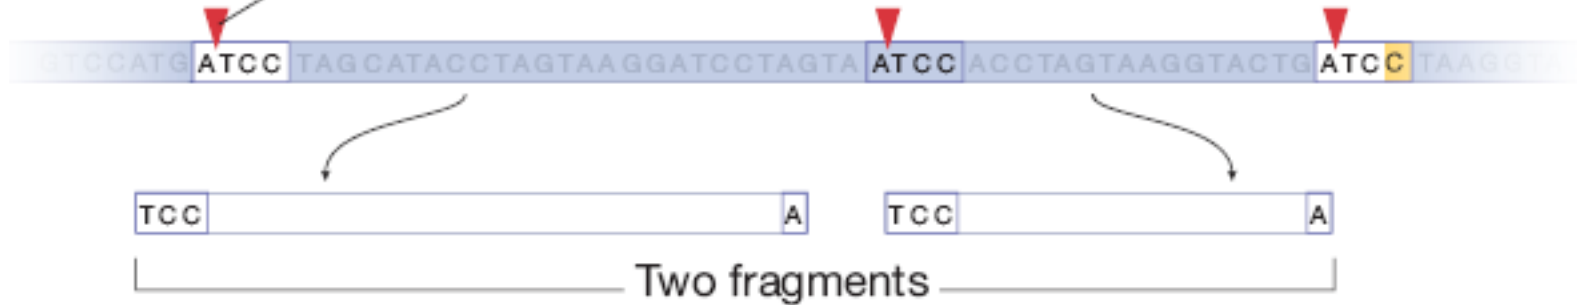 GTCCATGATCCTAGCATACCTAGTAAGGATCCTAGTAATCCACCTAGTAAGGTACTGATCCTAAGGTA
TCC A TCC A
Two fragments